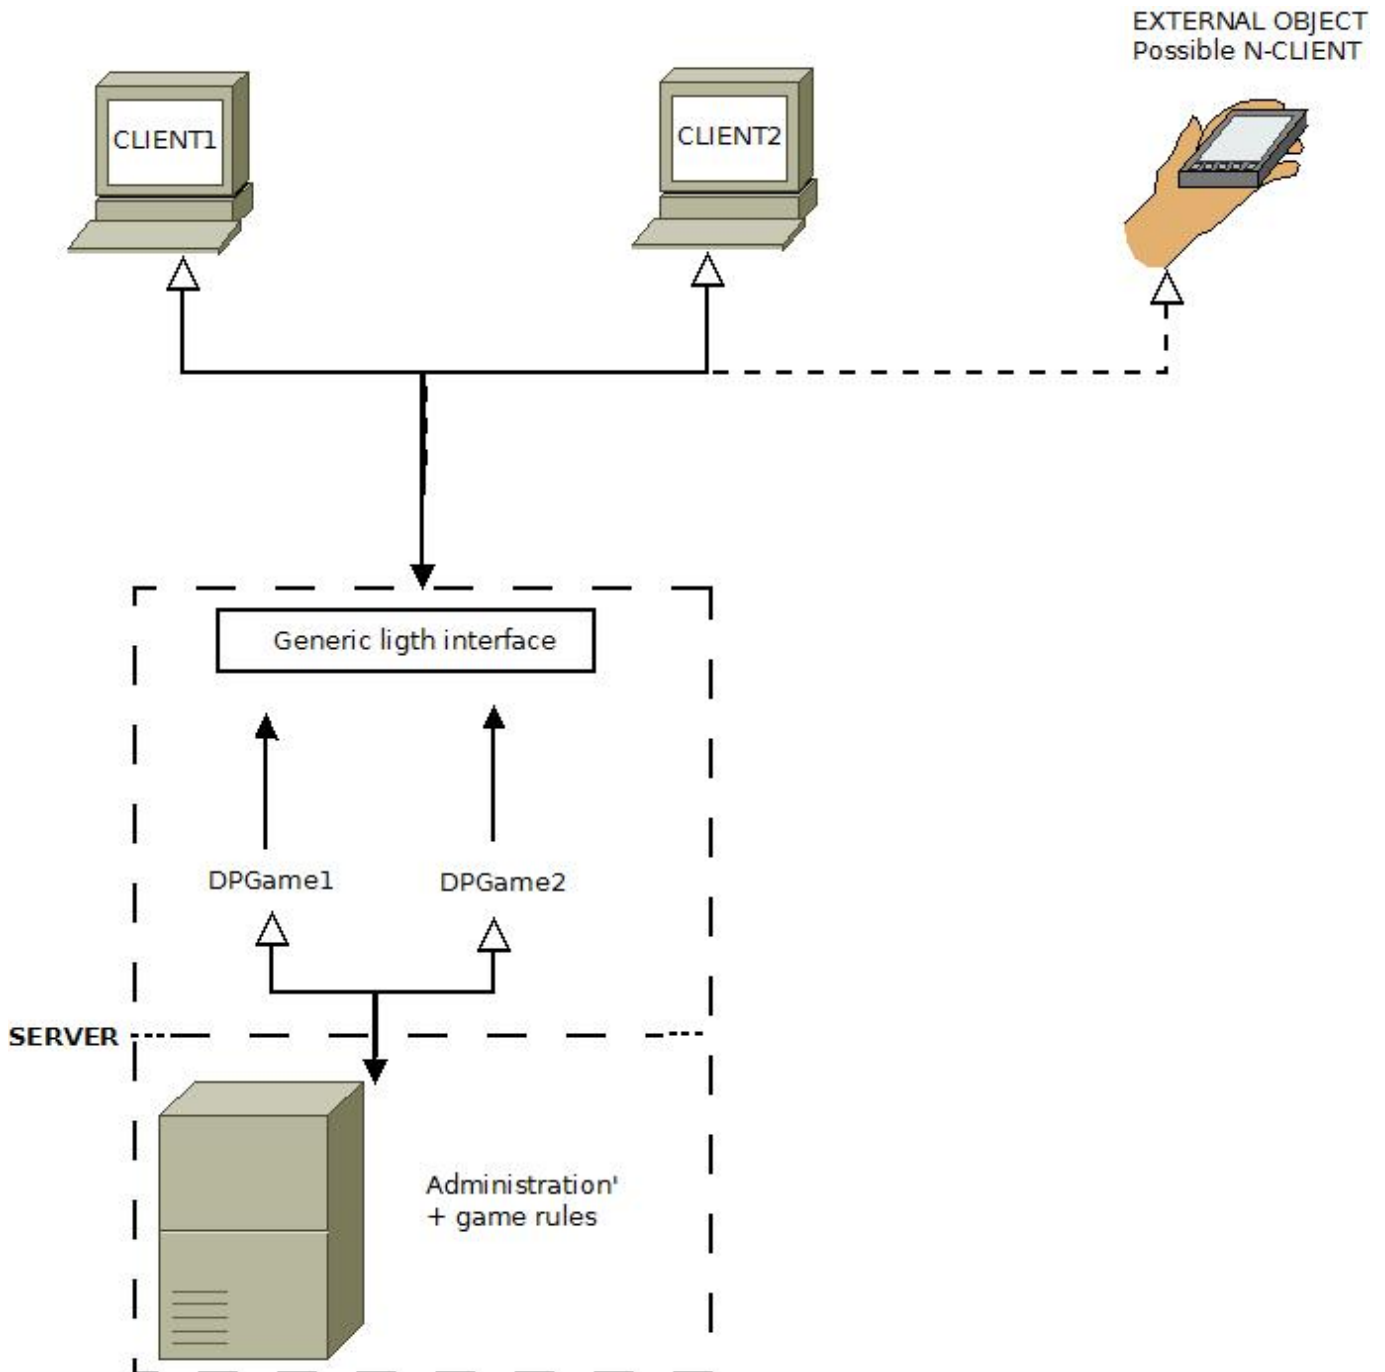 EXTERNAL OBJECT
Possible N-CLIENT
CLIENT1
CLIENT2
Generic ligth interface
DPGame1
DPGame2
SERVER
Administration'
+ game rules